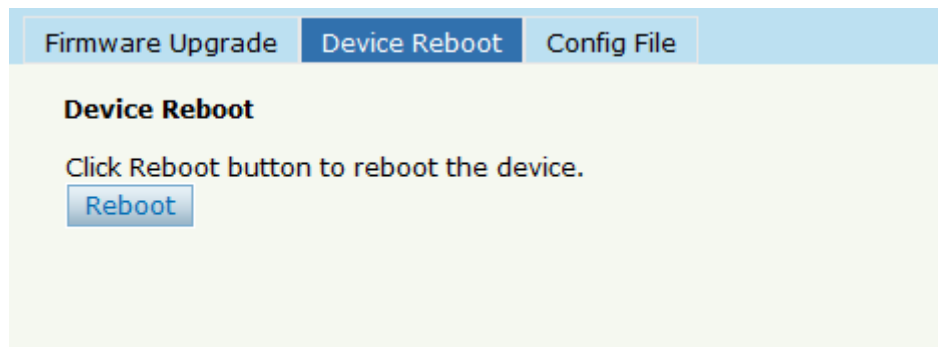 Firmware Upgrade Device Reboot Config File
Device Reboot
Click Reboot button to reboot the device.
Reboot